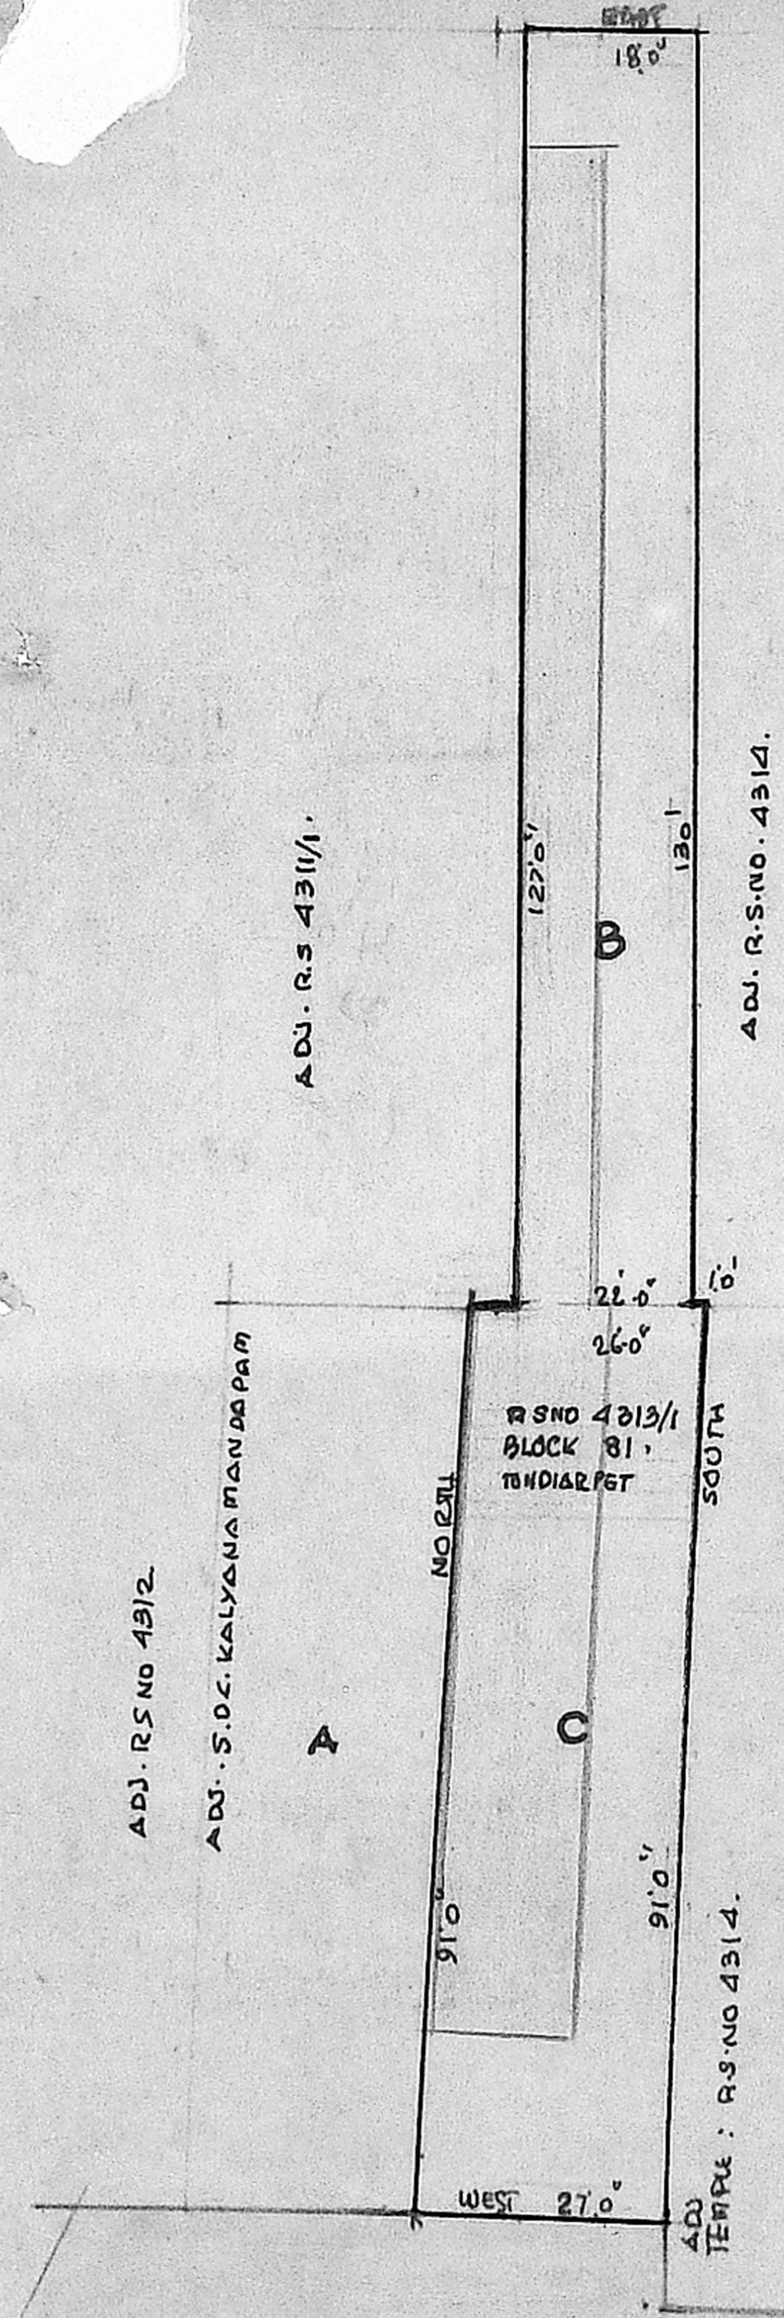 EAST
18'.0"
ADJ. R.S 4311/1.
127'.0"
130'
B
ADJ. R.S.NO. 4314.
22'.0"
1'.0"
26.0"
RSNO 4313/1
BLOCK 81.
TONDIARPET
NORTH
SOUTH
ADJ. RSNO 4312
ADJ. S.D.C. KALYANAMANDAPAM
A
C
91'.0"
91'.0"
WEST 27'.0"
ADJ
TEMPLE : R.S.NO 4314.